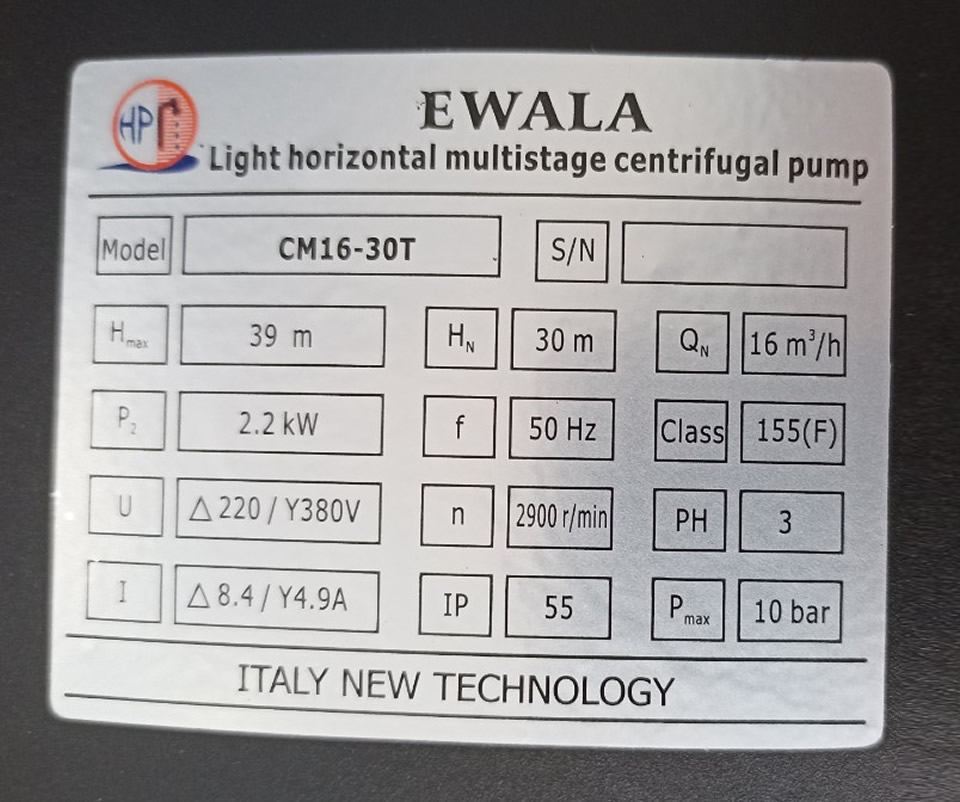 HP
EWALA
Light horizontal multistage centrifugal pump
Model CM16-30T S/N
Hmax 39 m HN 30 m QN 16 m³/h
P2 2.2 kW f 50 Hz Class 155(F)
U △ 220 / Y380V n 2900 r/min PH 3
I △ 8.4 / Y4.9A IP 55 Pmax 10 bar
ITALY NEW TECHNOLOGY